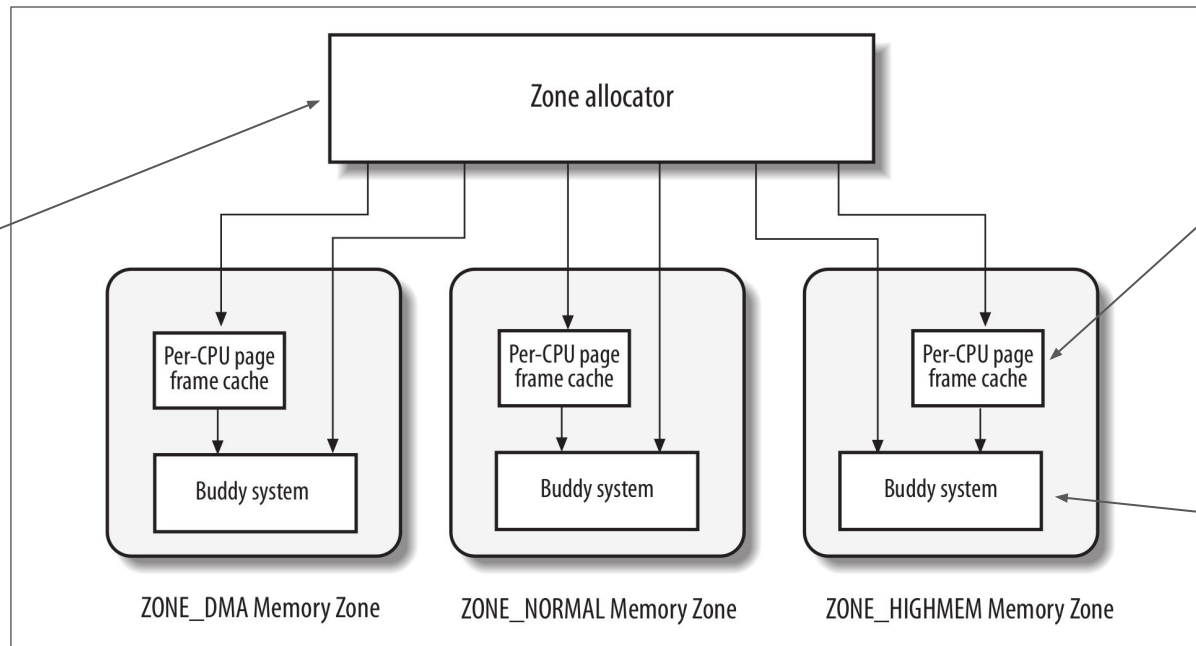 Zone allocator
Per-CPU page
frame cache
Buddy system
Per-CPU page
frame cache
Buddy system
Per-CPU page
frame cache
Buddy system
ZONE_DMA Memory Zone
ZONE_NORMAL Memory Zone
ZONE_HIGHMEM Memory Zone